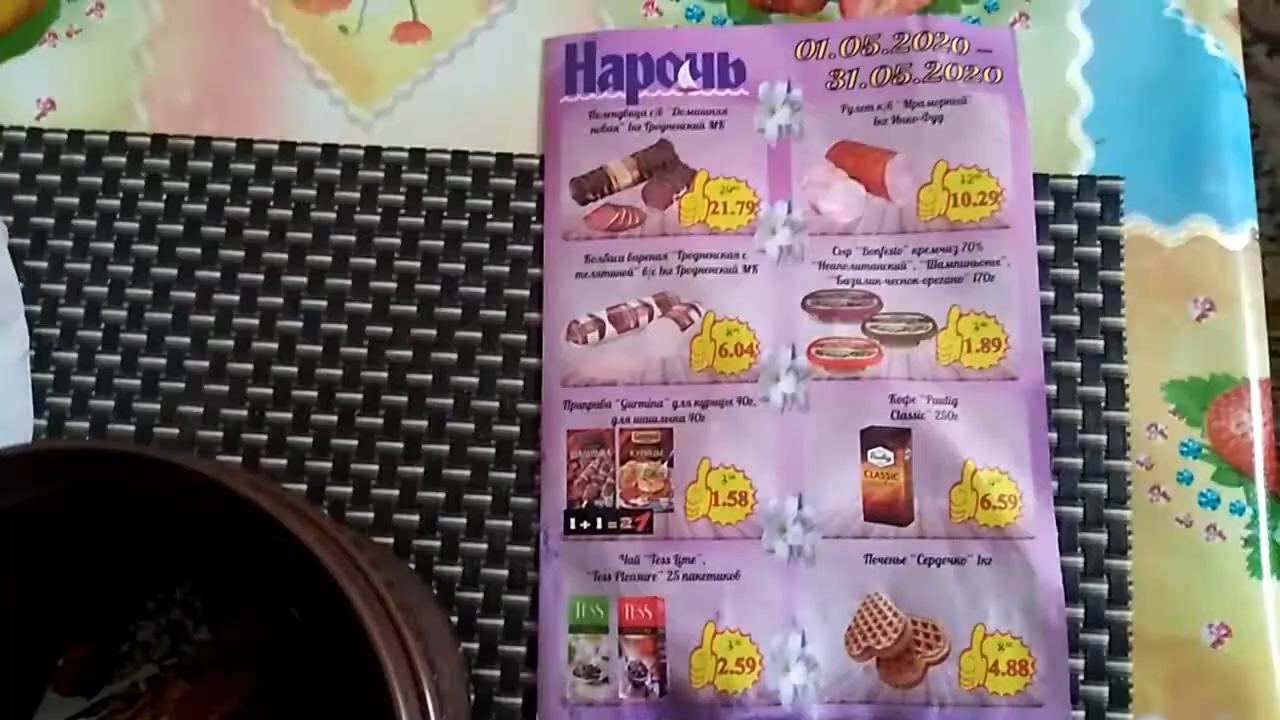 Нарочь
01.05.2020 –
31.05.2020
Полендвица с/в "Домашняя
новая" 1кг Гродненский МК
21.79
Рулет к/в "Мраморный"
1кг Инко-Фуд
10.29
Колбаса вареная "Гродненская с
телятиной" б/с 1кг Гродненский МК
6.04
Сыр "Bonfesto" кремчиз 70%
"Неаполитанский", "Шампиньоны",
"Базилик-чеснок-орегано" 170г
1.89
Приправа "Gurmina" для курицы 40г,
для шашлыка 40г
КУРИЦЫ
1+1=
1.58
Кофе "Paulig
Classic" 250г
Paulig
CLASSIC
6.59
Чай "Tess Lime",
"Tess Pleasure" 25 пакетиков
TESS
TESS
2.59
Печенье "Сердечко" 1кг
4.88